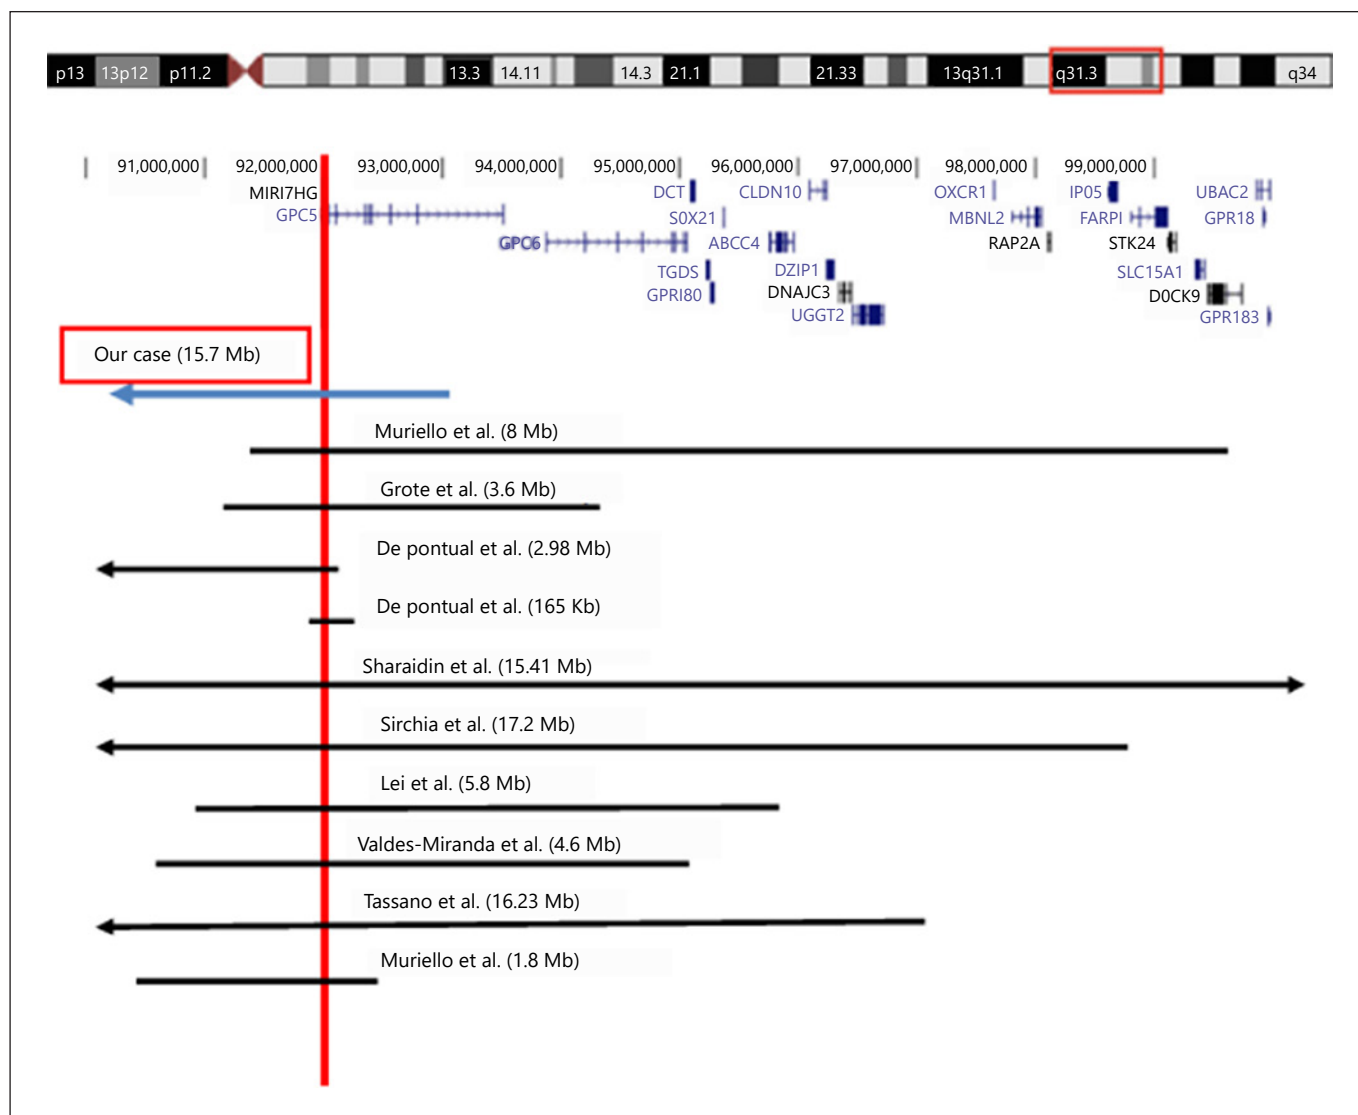 p13 13p12 p11.2 13.3 14.11 14.3 21.1 21.33 13q31.1 q31.3 q34
91,000,000 92,000,000 93,000,000 94,000,000 95,000,000 96,000,000 97,000,000 98,000,000 99,000,000
MIRI7HG DCT CLDN10 OXCR1 IP05 UBAC2
GPC5 S0X21 MBNL2 FARPI GPR18
GPC6 ABCC4 RAP2A STK24
TGDS DZIP1 SLC15A1
GPRI80 DNAJC3 D0CK9
UGGT2 GPR183
Our case (15.7 Mb)
Muriello et al. (8 Mb)
Grote et al. (3.6 Mb)
De pontual et al. (2.98 Mb)
De pontual et al. (165 Kb)
Sharaidin et al. (15.41 Mb)
Sirchia et al. (17.2 Mb)
Lei et al. (5.8 Mb)
Valdes-Miranda et al. (4.6 Mb)
Tassano et al. (16.23 Mb)
Muriello et al. (1.8 Mb)